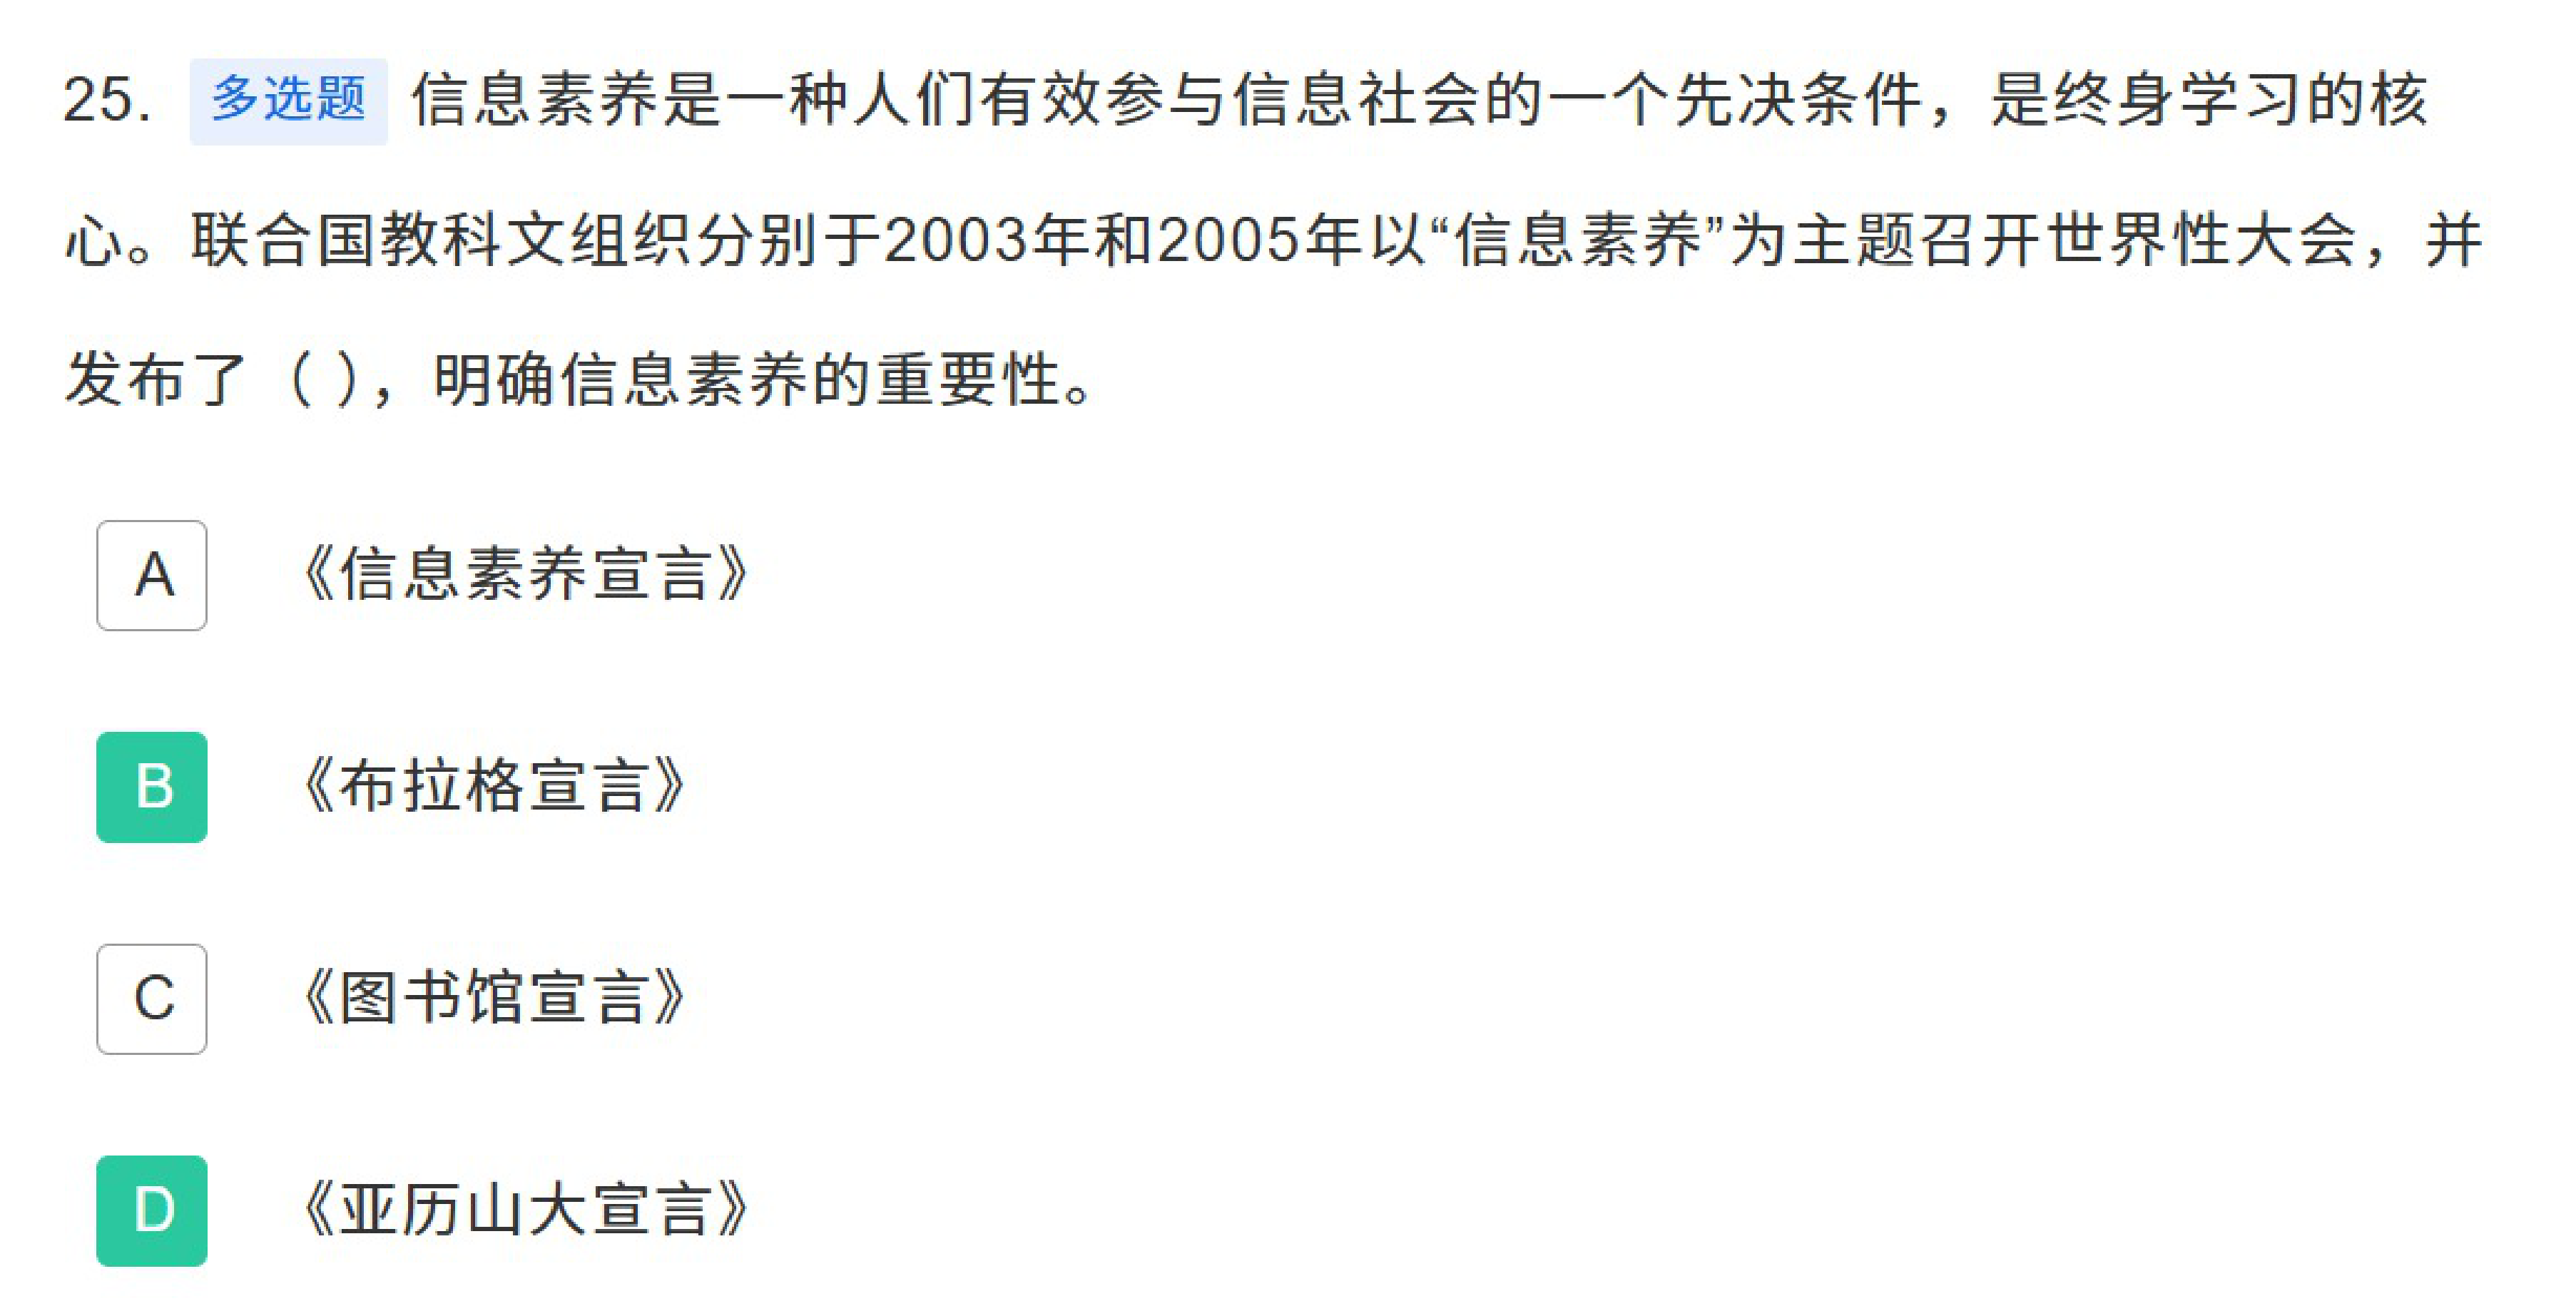 25. 多选题 信息素养是一种人们有效参与信息社会的一个先决条件，是终身学习的核
心。联合国教科文组织分别于2003年和2005年以“信息素养”为主题召开世界性大会，并
发布了（ ），明确信息素养的重要性。
A 《信息素养宣言》
B 《布拉格宣言》
C 《图书馆宣言》
D 《亚历山大宣言》